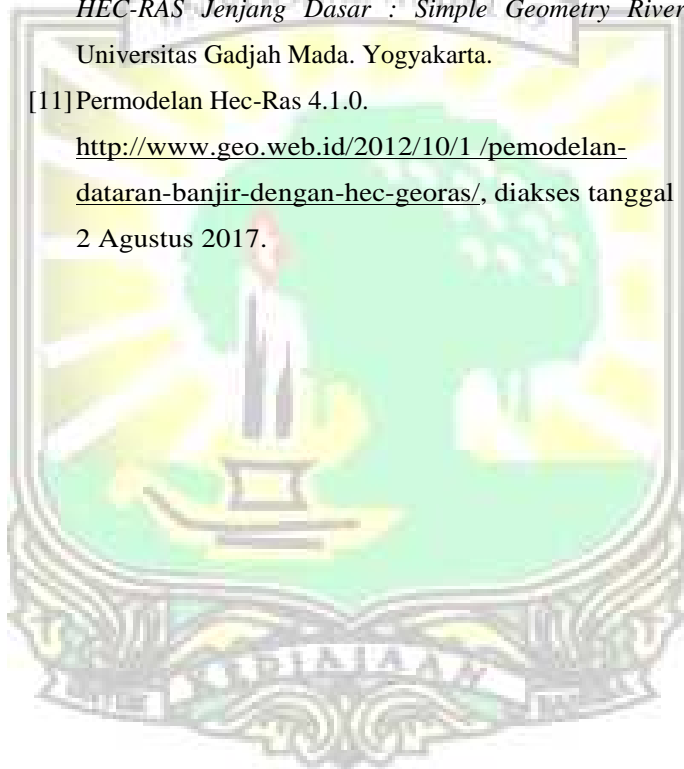 HEC-RAS Jenjang Dasar : Simple Geometry River
Universitas Gadjah Mada. Yogyakarta.
[11] Permodelan Hec-Ras 4.1.0.
http://www.geo.web.id/2012/10/1 /pemodelan-
dataran-banjir-dengan-hec-georas/, diakses tanggal
2 Agustus 2017.
KEDJAJAAN